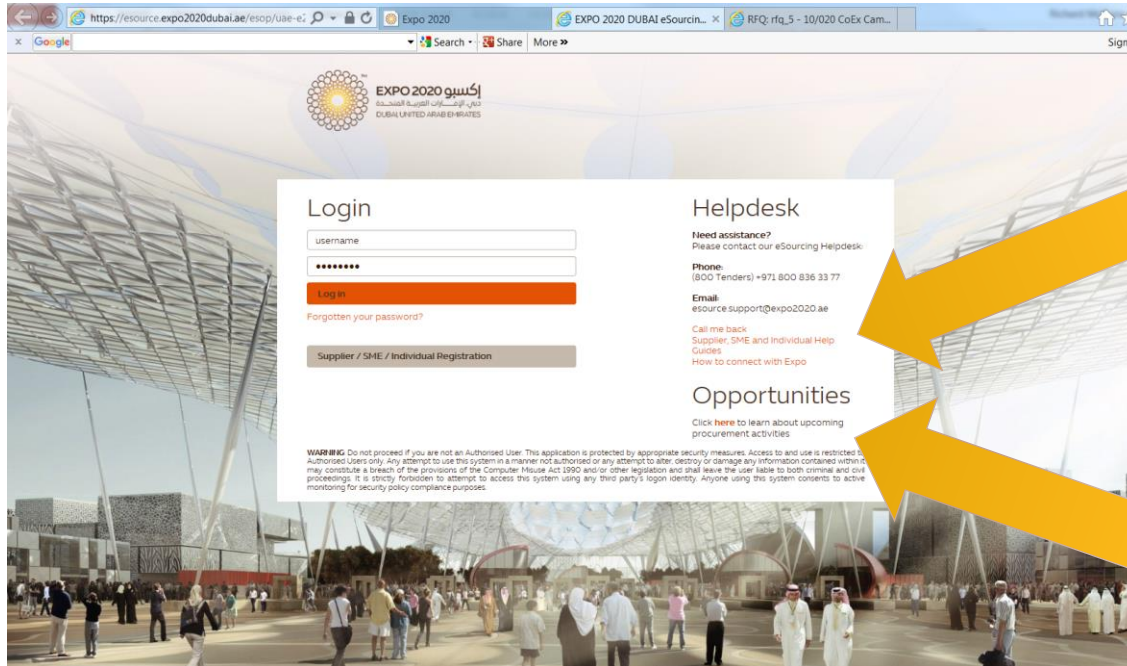 https://esource.expo2020dubai.ae/esop/uae-e
Expo 2020
EXPO 2020 DUBAI eSourcin...
RFQ: rfq_5 - 10/020 CoEx Cam...
x Google
Search
Share
More »
Sign
EXPO 2020 إكسبو
دبي، الإمارات العربية المتحدة
DUBAI, UNITED ARAB EMIRATES
Login
username
Log in
Forgotten your password?
Supplier / SME / Individual Registration
Helpdesk
Need assistance?
Please contact our eSourcing Helpdesk:
Phone:
(800 Tenders) +971 800 836 33 77
Email:
esource.support@expo2020.ae
Call me back
Supplier, SME and Individual Help
Guides
How to connect with Expo
Opportunities
Click here to learn about upcoming
procurement activities
WARNING: Do not proceed if you are not an Authorised User. This application is protected by appropriate security measures. Access to and use is restricted to
Authorised Users only. Any attempt to use this system in a manner not authorised or any attempt to alter, destroy or damage any information contained within it
may constitute a breach of the provisions of the Computer Misuse Act 1990 and/or other legislation and shall leave the user liable to both criminal and civil
proceedings. It is strictly forbidden to attempt to access this system using any third party's logon identity. Anyone using this system consents to active
monitoring for security policy compliance purposes.